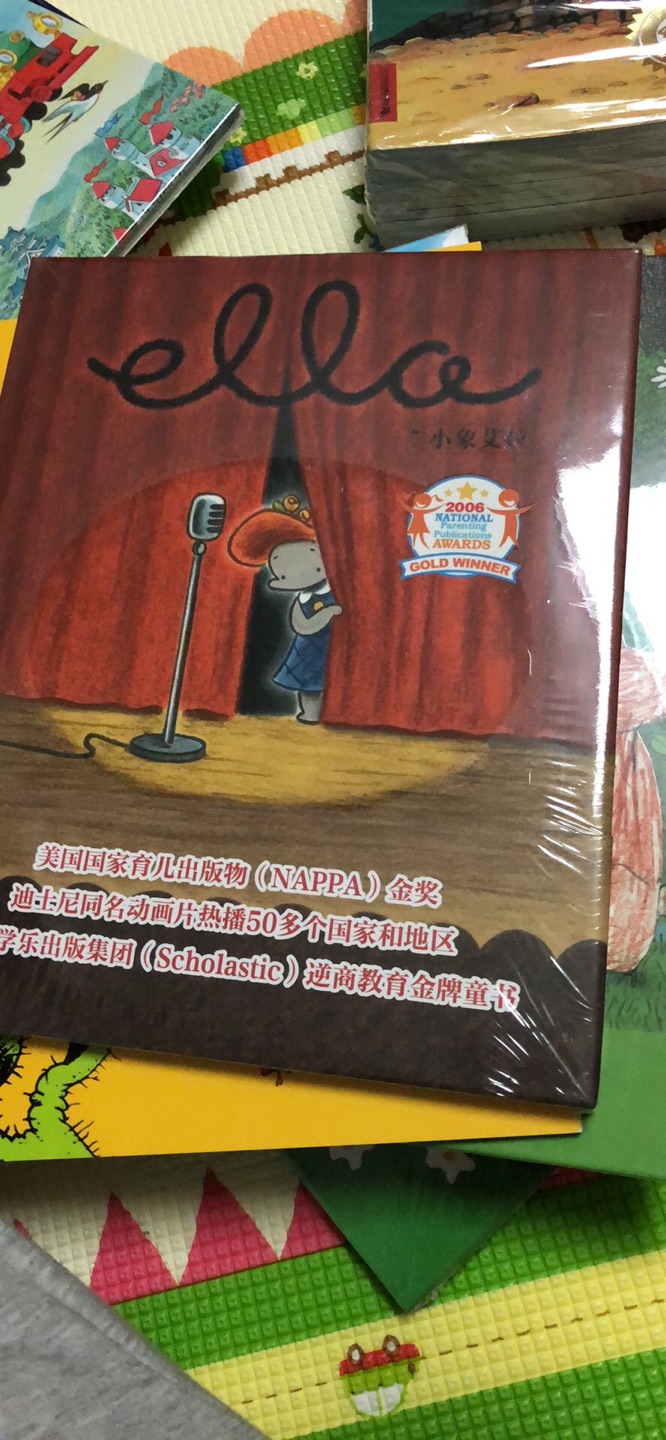 ella
小象艾拉
2006
NATIONAL
Parenting
Publications
AWARDS
GOLD WINNER
美国国家育儿出版物（NAPPA）金奖
迪士尼同名动画片热播50多个国家和地区
学乐出版集团（Scholastic）逆商教育金牌童书